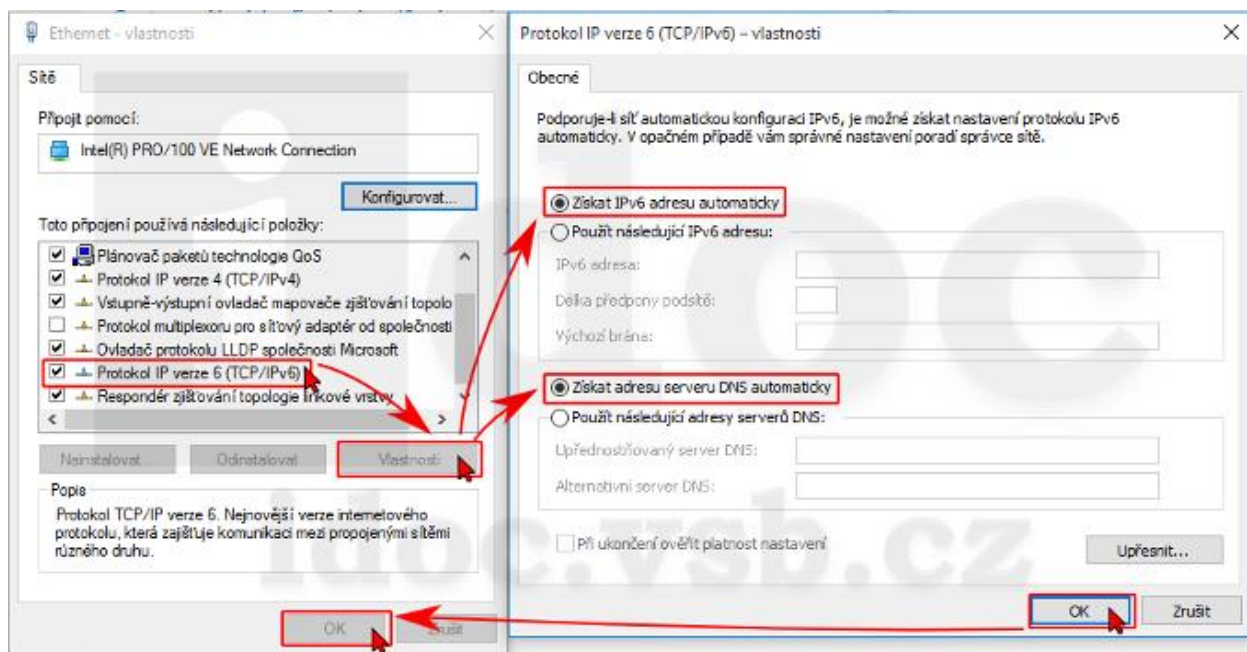 Ethernet - vlastnosti
Sítě
Připojit pomocí:
Intel(R) PRO/100 VE Network Connection
Konfigurovat...
Toto připojení používá následující položky:
Plánovač paketů technologie QoS
Protokol IP verze 4 (TCP/IPv4)
Vstupně-výstupní ovladač mapovače zjišťování topolo
Protokol multiplexoru pro síťový adaptér od společnosti
Ovladač protokolu LLDP společnosti Microsoft
Protokol IP verze 6 (TCP/IPv6)
Respondér zjišťování topologie linkové vrstvy
Nainstalovat...
Odinstalovat
Vlastnosti
Popis
Protokol TCP/IP verze 6. Nejnovější verze internetového
protokolu, která zajišťuje komunikaci mezi propojenými sítěmi
různého druhu.
OK
Zrušit
Protokol IP verze 6 (TCP/IPv6) – vlastnosti
Obecné
Podporuje-li síť automatickou konfiguraci IPv6, je možné získat nastavení protokolu IPv6
automaticky. V opačném případě vám správné nastavení poradí správce sítě.
Získat IPv6 adresu automaticky
Použít následující IPv6 adresu:
IPv6 adresa:
Délka předpony podsítě:
Výchozí brána:
Získat adresu serveru DNS automaticky
Použít následující adresy serverů DNS:
Upřednostňovaný server DNS:
Alternativní server DNS:
Při ukončení ověřit platnost nastavení
Upřesnit...
OK
Zrušit
idoc
idoc.vsb.cz